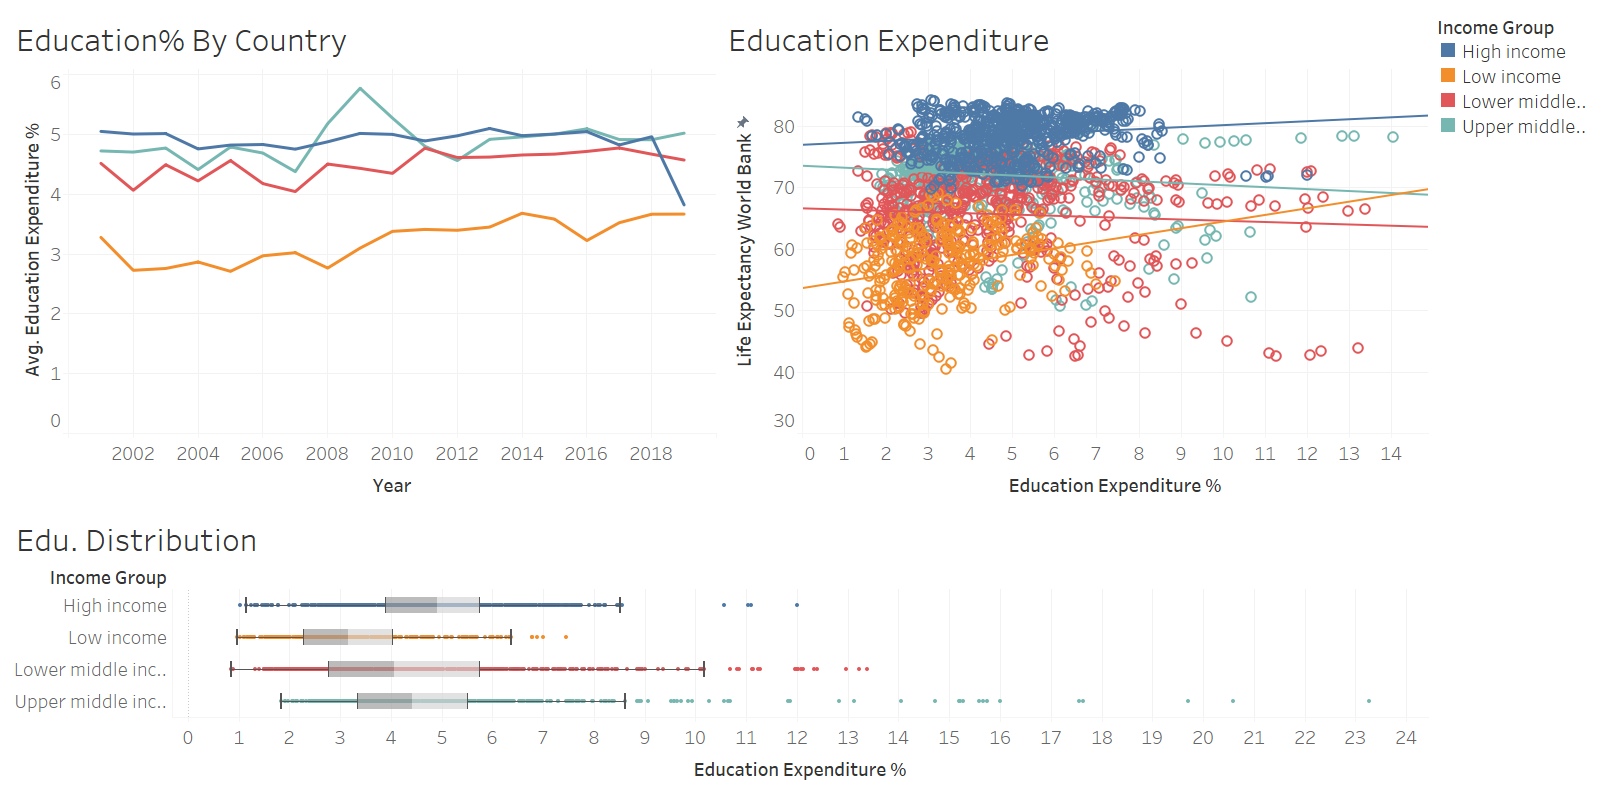 Education% By Country
6
5
4
3
2
1
0
Avg. Education Expenditure %
2002 2004 2006 2008 2010 2012 2014 2016 2018
Year
Education Expenditure
80
70
60
50
40
30
Life Expectancy World Bank
0 1 2 3 4 5 6 7 8 9 10 11 12 13 14
Education Expenditure %
Income Group
High income
Low income
Lower middle..
Upper middle..
Edu. Distribution
Income Group
High income
Low income
Lower middle inc..
Upper middle inc..
0 1 2 3 4 5 6 7 8 9 10 11 12 13 14 15 16 17 18 19 20 21 22 23 24
Education Expenditure %